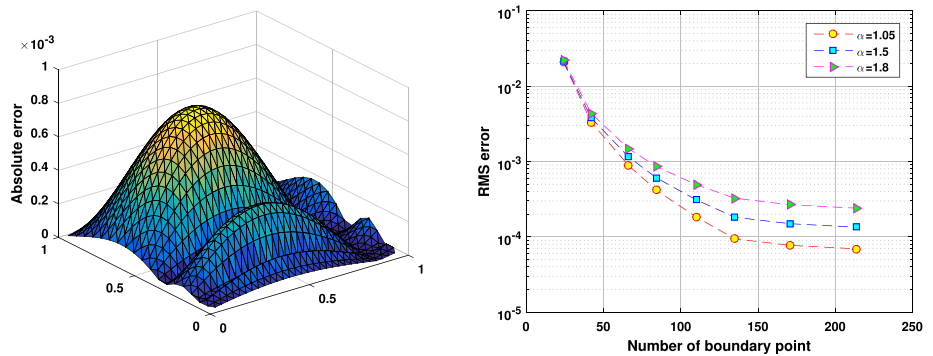 ×10⁻³
1
0.8
0.6
0.4
0.2
0
Absolute error
1
0.5
0
0
0.5
1
10⁻¹
10⁻²
10⁻³
10⁻⁴
10⁻⁵
RMS error
α=1.05
α=1.5
α=1.8
0 50 100 150 200 250
Number of boundary point